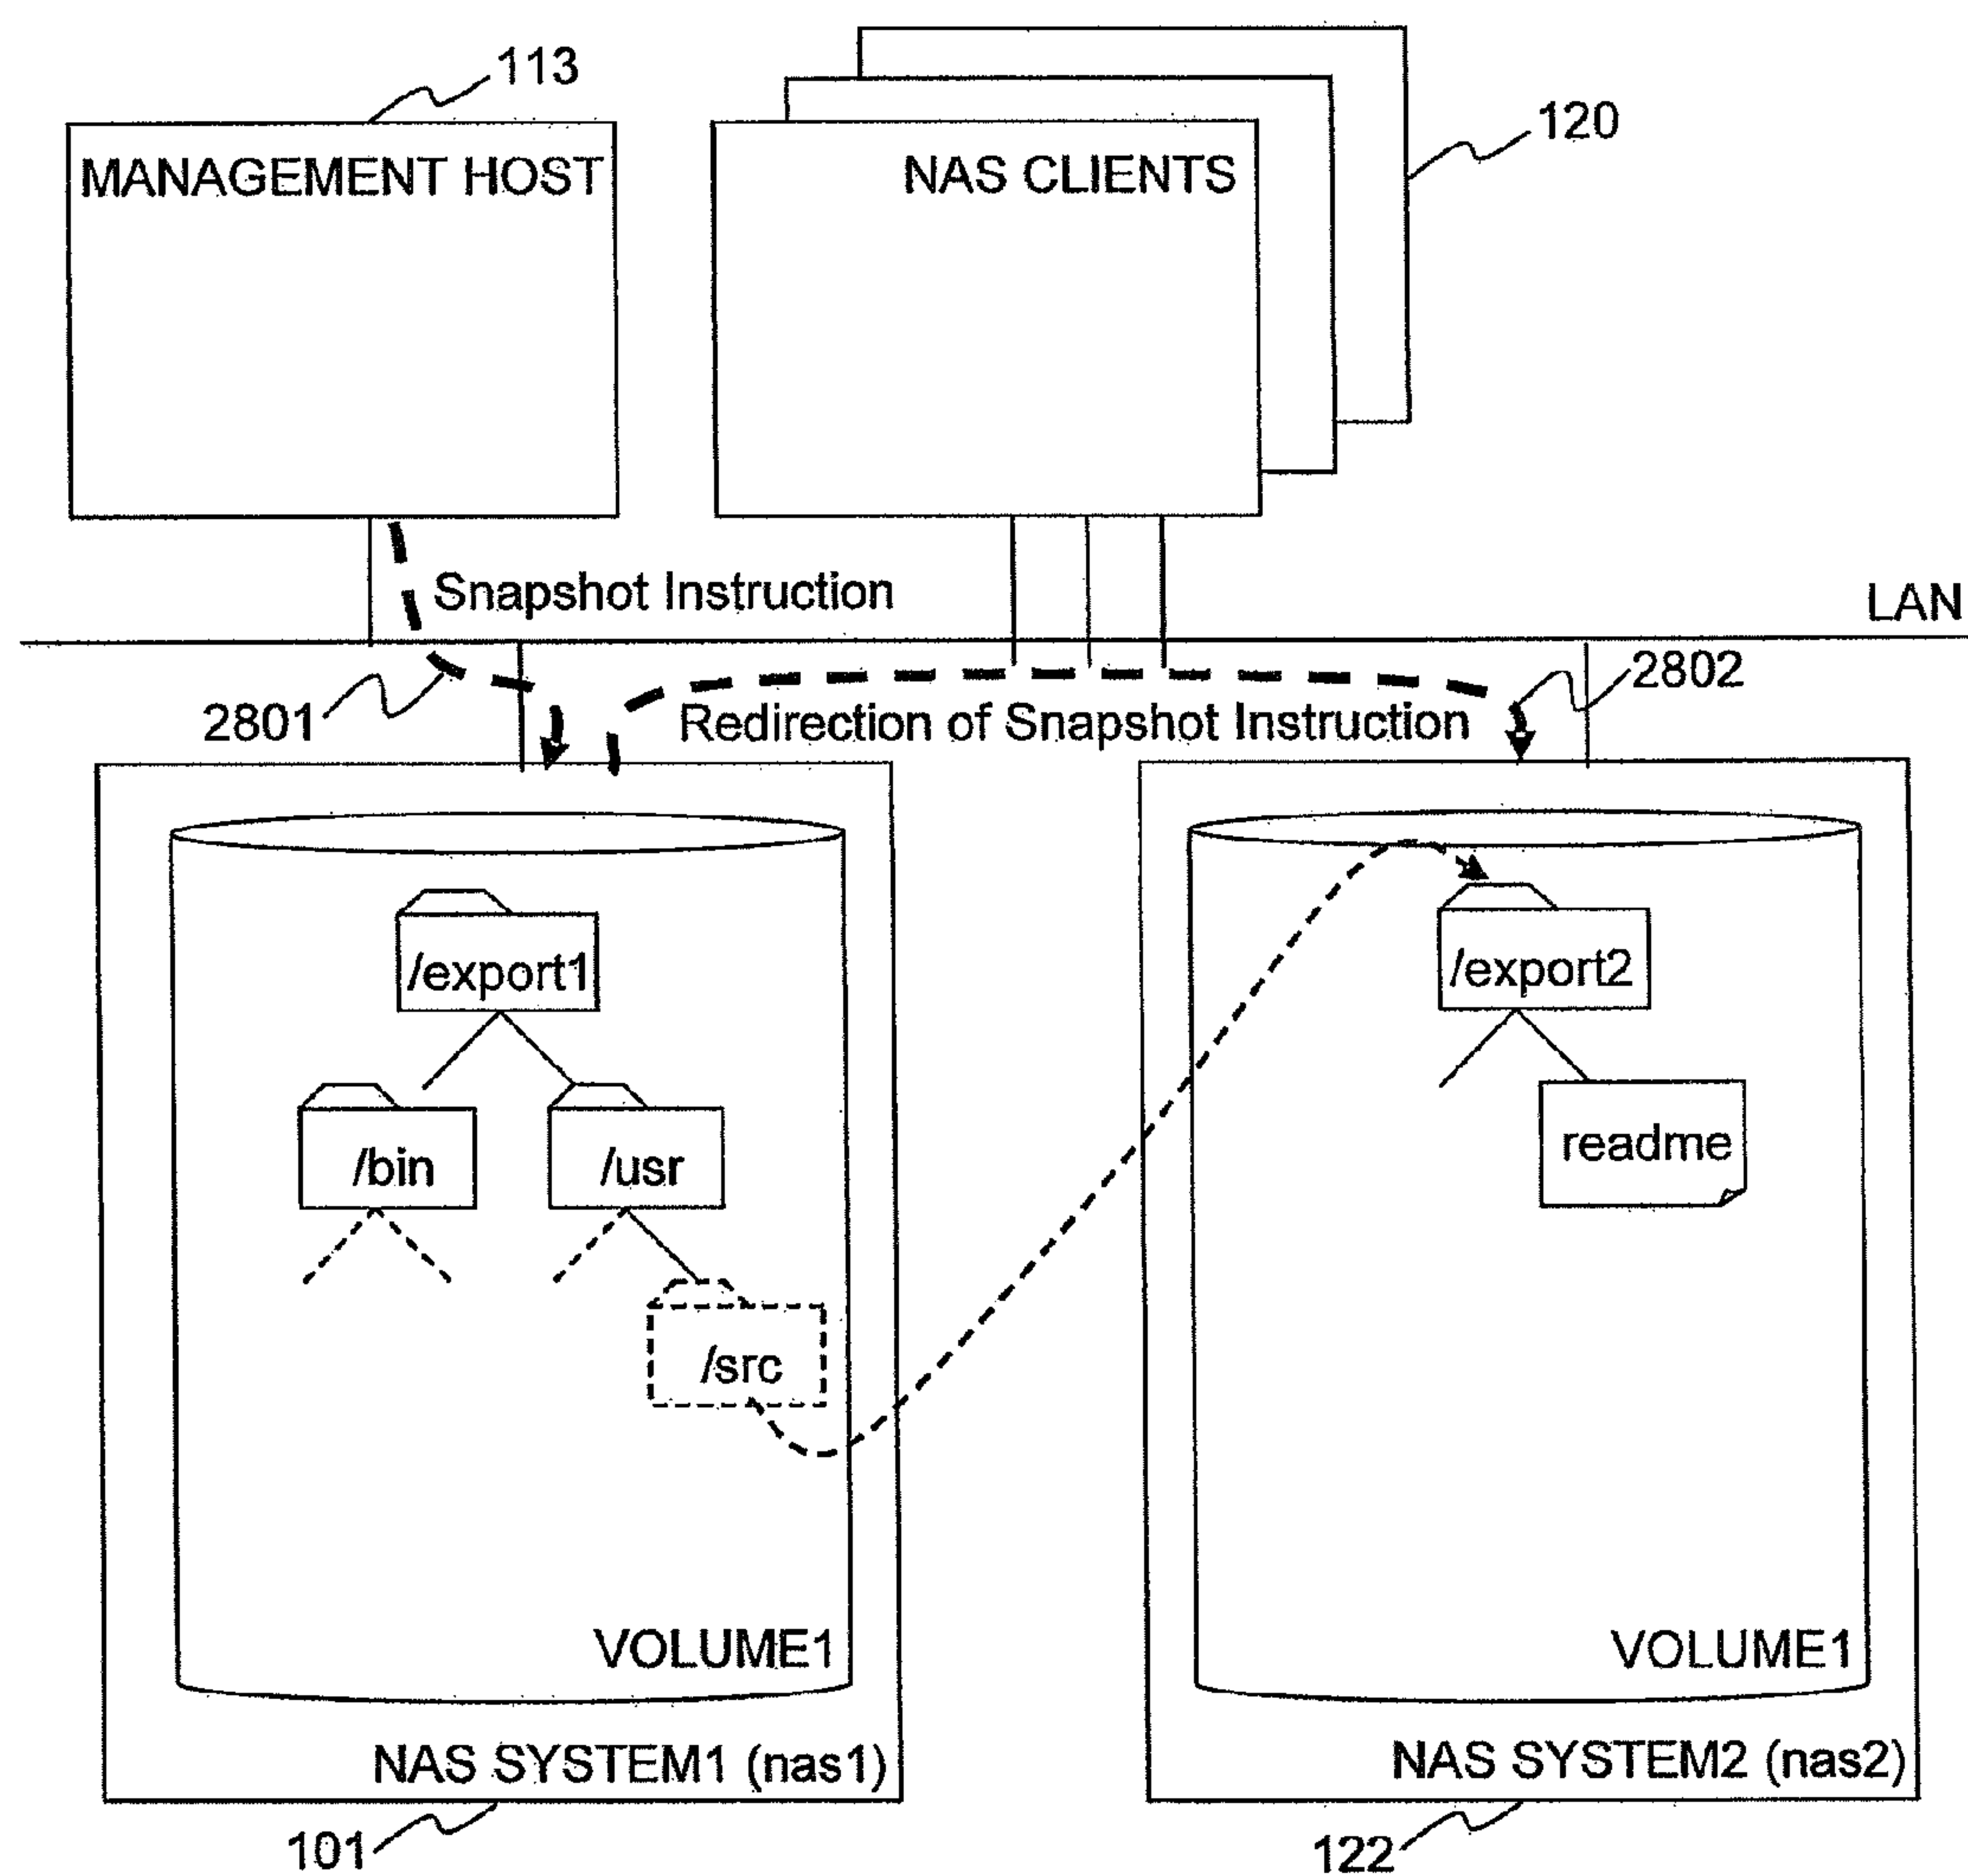 113
120
MANAGEMENT HOST
NAS CLIENTS
Snapshot Instruction
LAN
2801
2802
Redirection of Snapshot Instruction
/export1
/export2
/bin
/usr
readme
/src
VOLUME1
VOLUME1
NAS SYSTEM1 (nas1)
NAS SYSTEM2 (nas2)
101
122